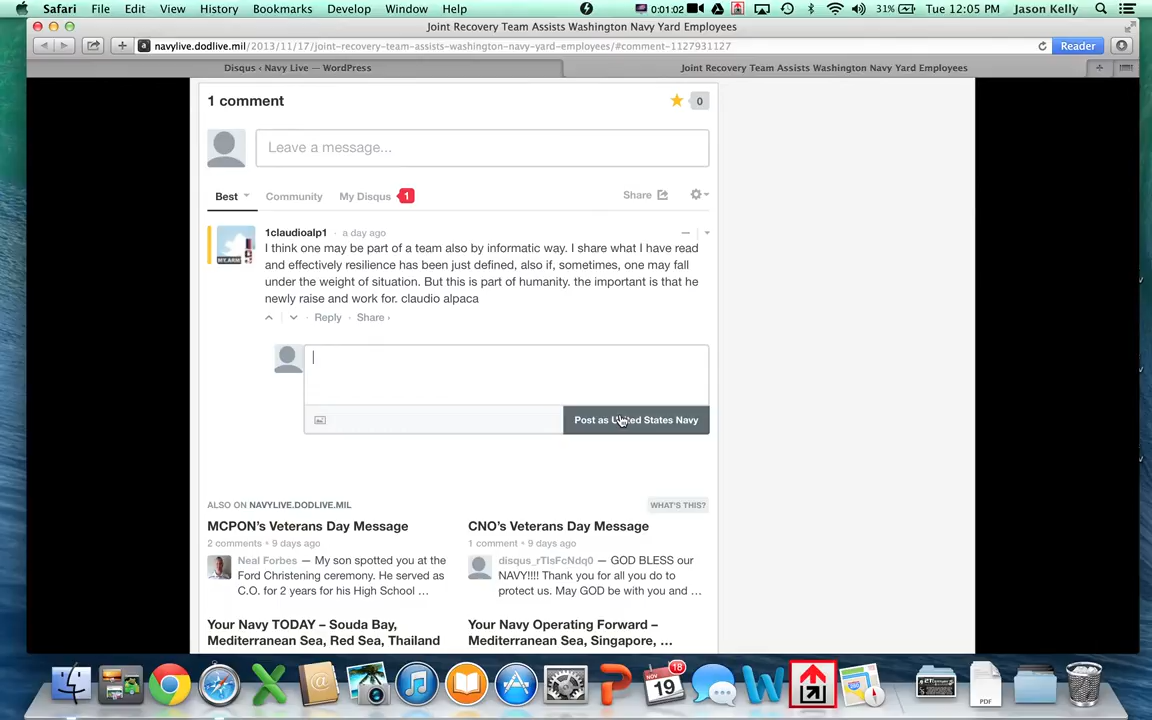 Safari File Edit View History Bookmarks Develop Window Help 0:01:02 31% Tue 12:05 PM Jason Kelly
Joint Recovery Team Assists Washington Navy Yard Employees
navylive.dodlive.mil/2013/11/17/joint-recovery-team-assists-washington-navy-yard-employees/#comment-1127931127 Reader
Disqus ‹ Navy Live — WordPress Joint Recovery Team Assists Washington Navy Yard Employees
1 comment 0
Leave a message...
Best Community My Disqus 1 Share
1claudioalp1 · a day ago
I think one may be part of a team also by informatic way. I share what I have read
and effectively resilience has been just defined, also if, sometimes, one may fall
under the weight of situation. But this is part of humanity. the important is that he
newly raise and work for. claudio alpaca
Reply · Share ›
Post as United States Navy
ALSO ON NAVYLIVE.DODLIVE.MIL WHAT'S THIS?
MCPON's Veterans Day Message
2 comments • 9 days ago
Neal Forbes — My son spotted you at the
Ford Christening ceremony. He served as
C.O. for 2 years for his High School …
CNO's Veterans Day Message
1 comment • 9 days ago
disqus_rTlsFcNdq0 — GOD BLESS our
NAVY!!!! Thank you for all you do to
protect us. May GOD be with you and …
Your Navy TODAY – Souda Bay,
Mediterranean Sea, Red Sea, Thailand
Your Navy Operating Forward –
Mediterranean Sea, Singapore, …
NOV
19
18
PDF